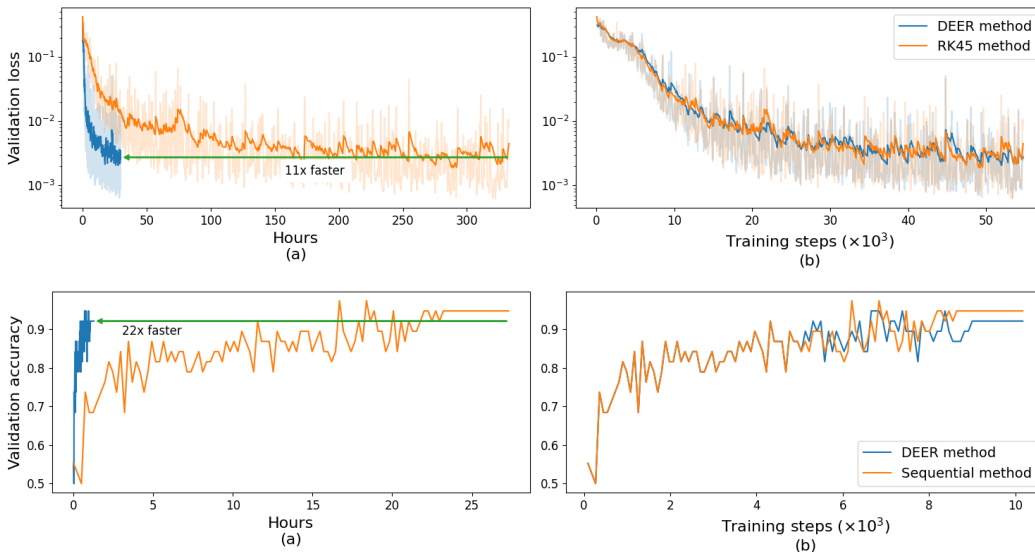 Validation loss
10⁻¹
10⁻²
10⁻³
11x faster
0 50 100 150 200 250 300
Hours
(a)
DEER method
RK45 method
10⁻¹
10⁻²
10⁻³
0 10 20 30 40 50
Training steps (×10³)
(b)
Validation accuracy
0.9
0.8
0.7
0.6
0.5
22x faster
0 5 10 15 20 25
Hours
(a)
0.9
0.8
0.7
0.6
0.5
DEER method
Sequential method
0 2 4 6 8 10
Training steps (×10³)
(b)